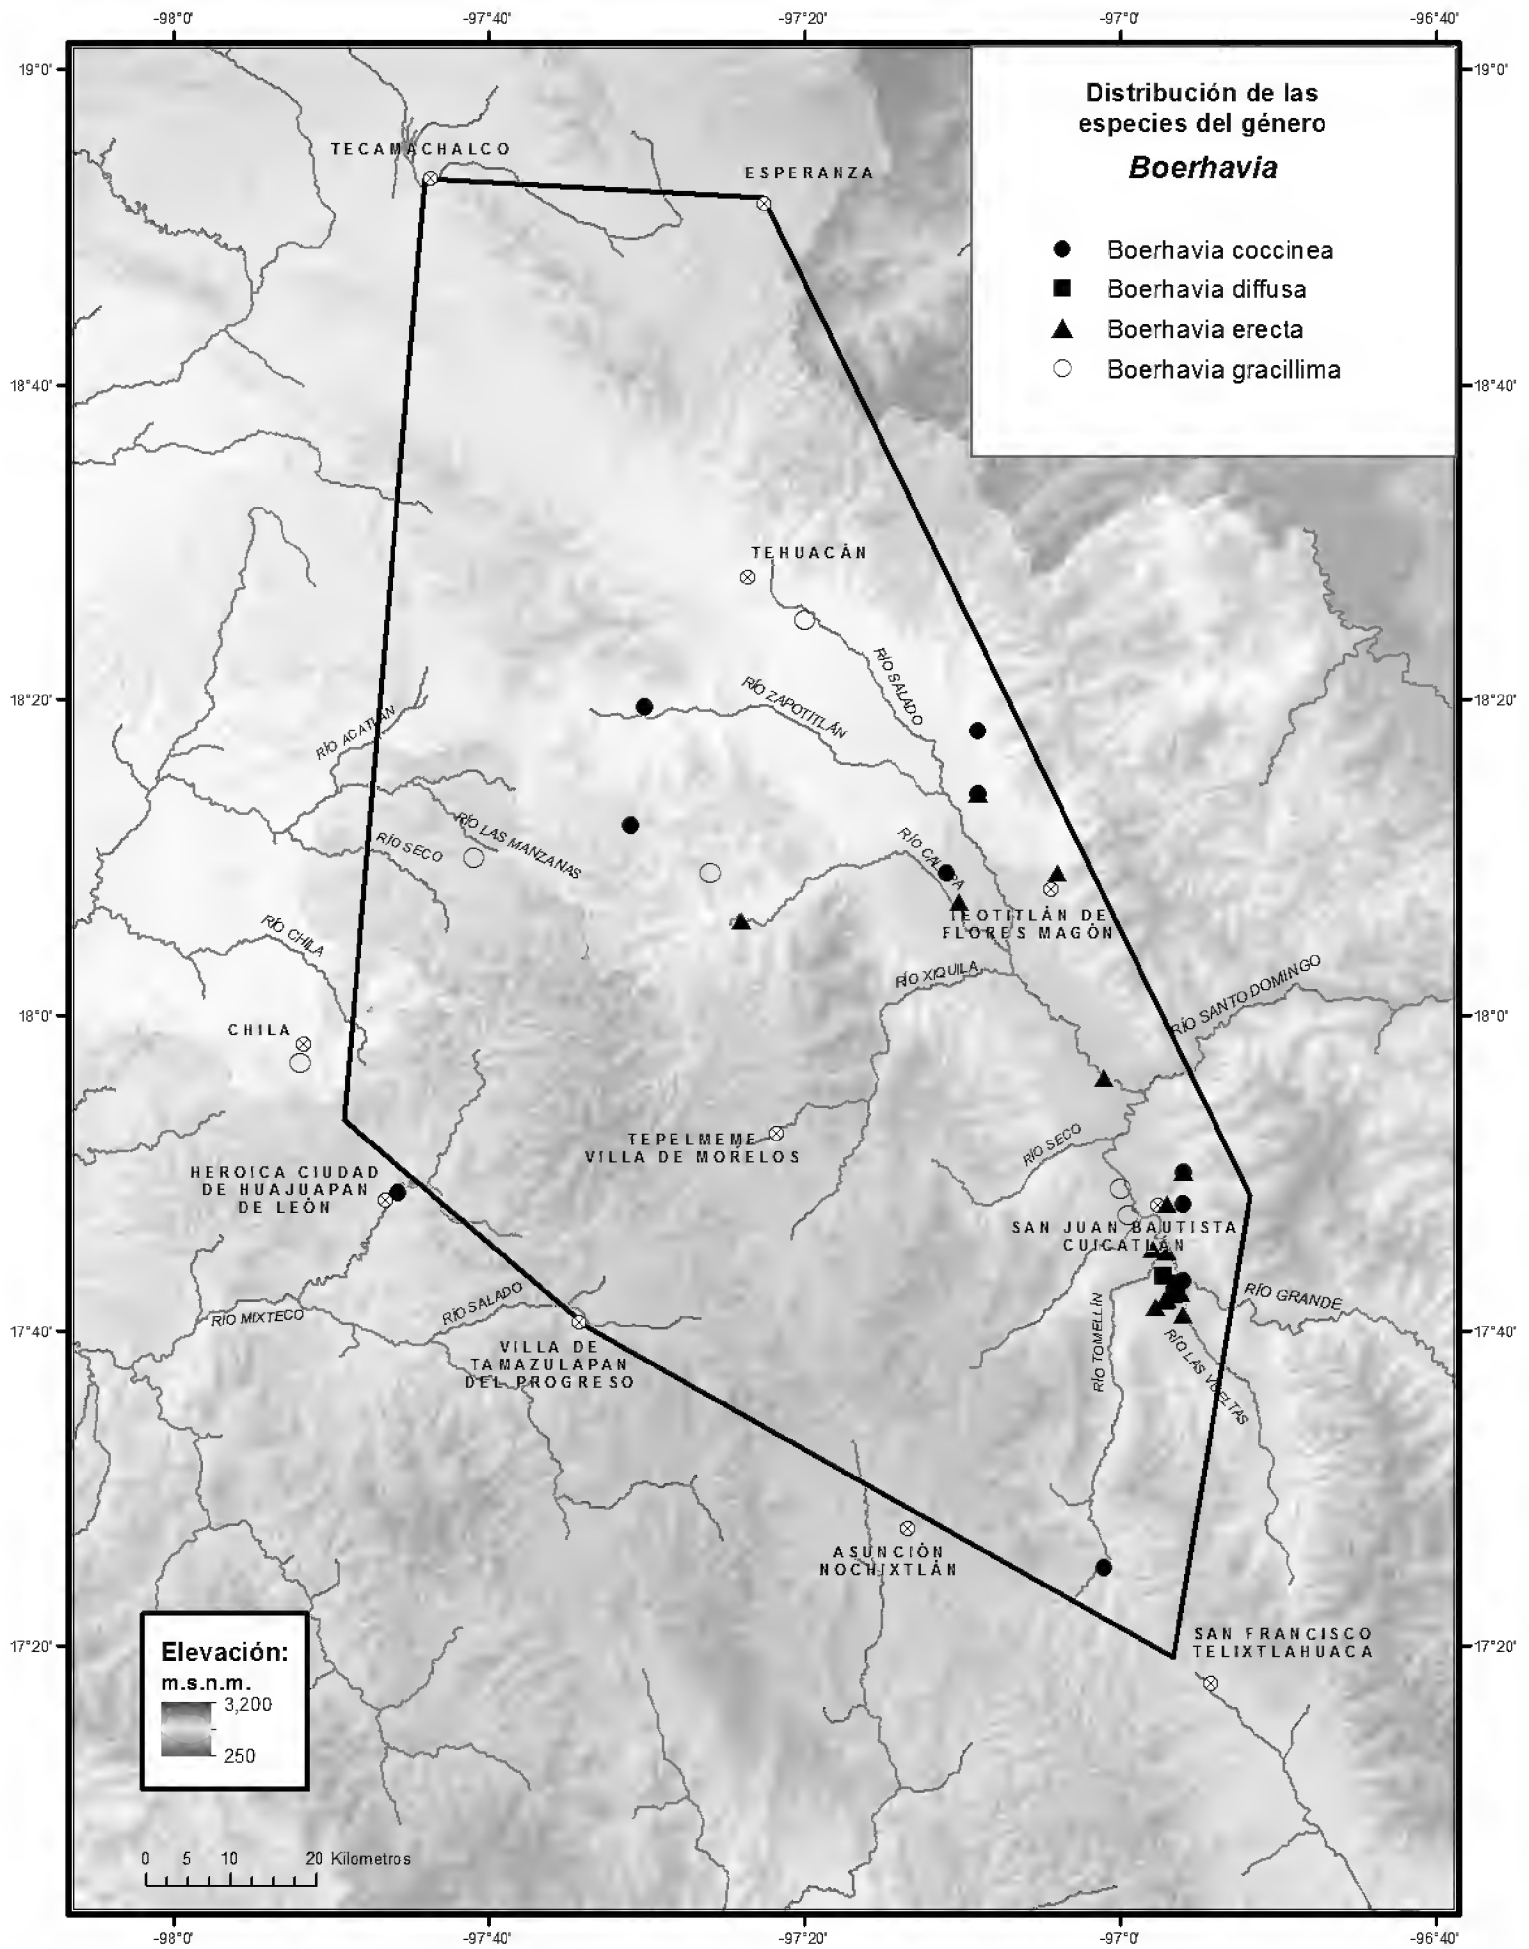 -98°0'
-97°40'
-97°20'
-97°0'
-96°40'
19°0'
19°0'
Distribución de las
especies del género
Boerhavia
Boerhavia coccinea
Boerhavia diffusa
Boerhavia erecta
Boerhavia gracillima
TECAMACHALCO
ESPERANZA
18°40'
18°40'
TEHUACÁN
RÍO SALADO
18°20'
18°20'
RÍO ZAPOTITLÁN
RÍO ACATLÁN
RÍO LAS MANZANAS
RÍO SECO
RÍO CALAPA
TEOTITLÁN DE
FLORES MAGÓN
RÍO CHILA
RÍO XIQUILA
RÍO SANTO DOMINGO
18°0'
18°0'
CHILA
TEPELMEME
VILLA DE MORELOS
RÍO SECO
HEROICA CIUDAD
DE HUAJUAPAN
DE LEÓN
SAN JUAN BAUTISTA
CUICATLÁN
RÍO GRANDE
RÍO SALADO
RÍO MIXTECO
17°40'
17°40'
VILLA DE
TAMAZULAPAN
DEL PROGRESO
RÍO TOMELLÍN
RÍO LAS VUELTAS
ASUNCIÓN
NOCHIXTLÁN
SAN FRANCISCO
TELIXTLAHUACA
17°20'
17°20'
Elevación:
m.s.n.m.
3,200
250
0 5 10 20 Kilometros
-98°0'
-97°40'
-97°20'
-97°0'
-96°40'